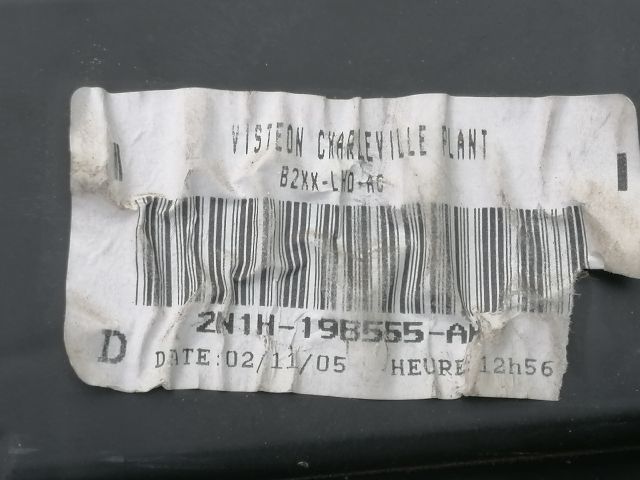 VISTEON CHARLEVILLE PLANT
B2XX-LHD-AC
2N1H-19B555-AH
D
DATE:02/11/05 HEURE 12h56